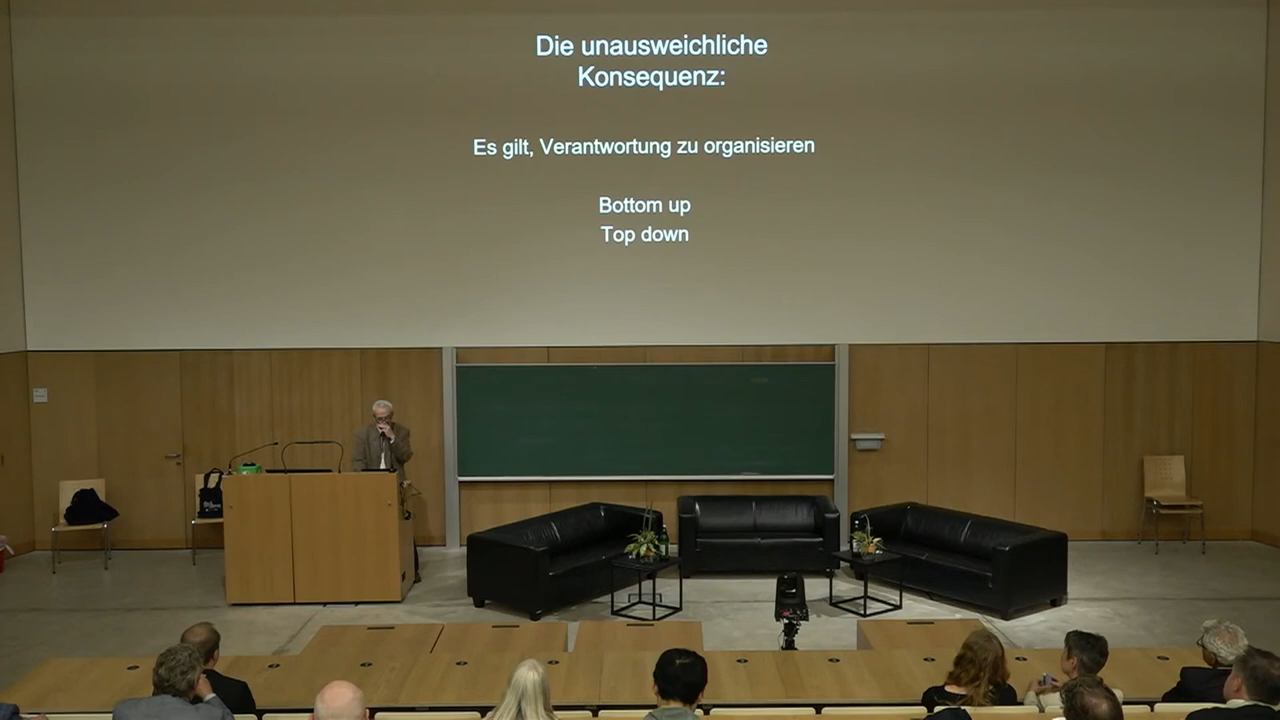 Die unausweichliche
Konsequenz:
Es gilt, Verantwortung zu organisieren
Bottom up
Top down